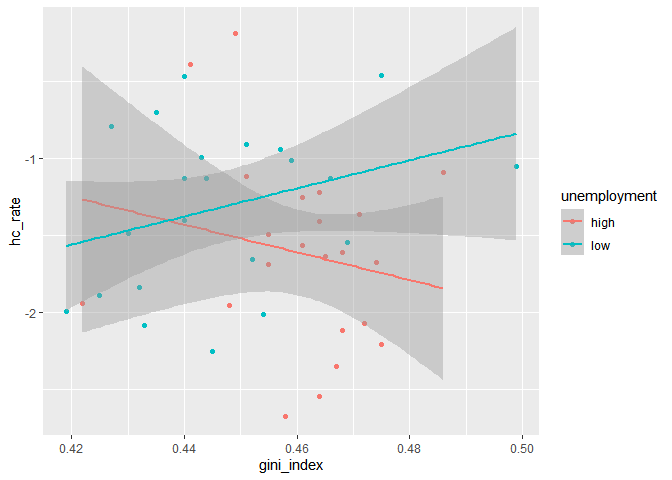 hc_rate
-1
-2
0.42 0.44 0.46 0.48 0.50
gini_index
unemployment
high
low